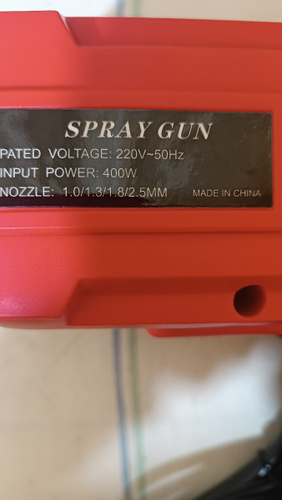 SPRAY GUN
PATED VOLTAGE: 220V~50Hz
INPUT POWER: 400W
NOZZLE: 1.0/1.3/1.8/2.5MM MADE IN CHINA